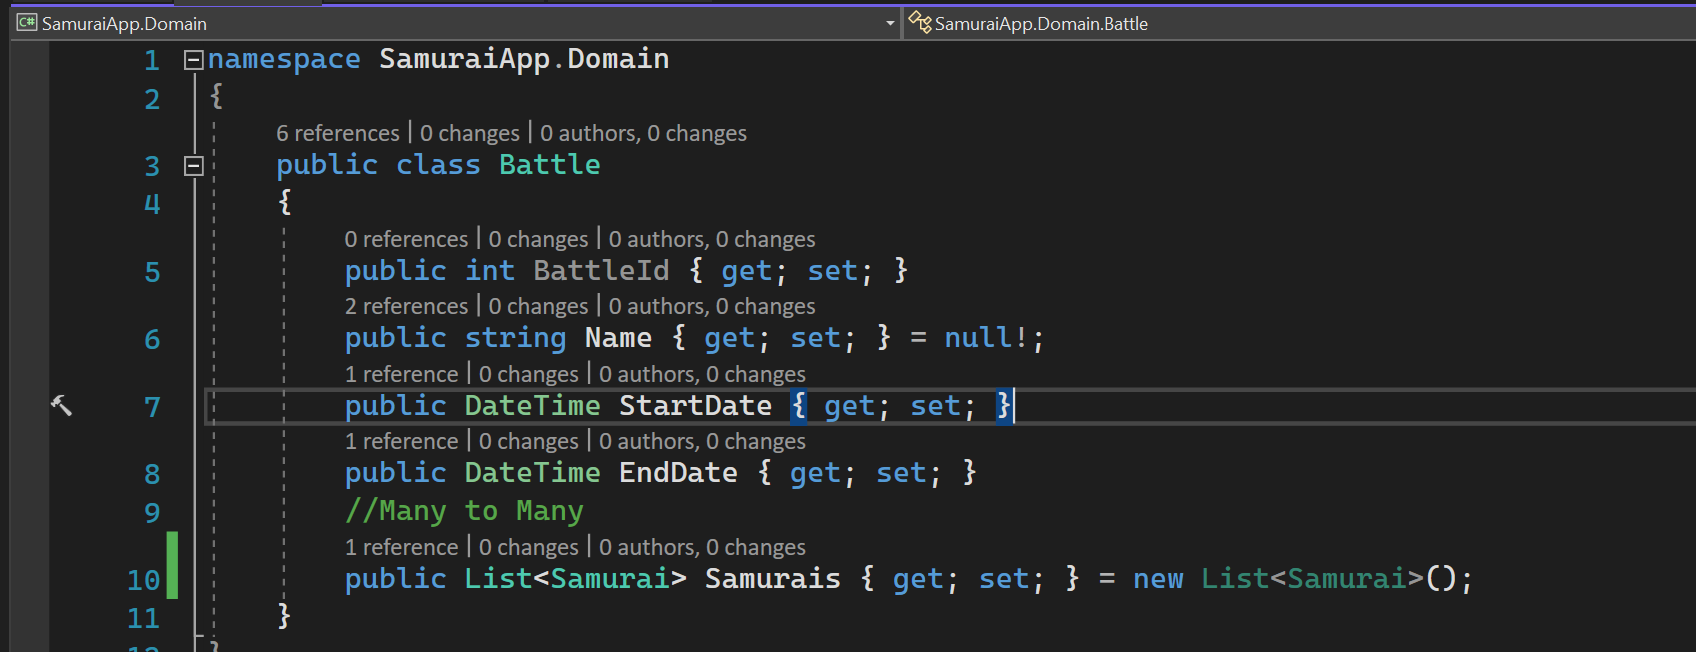 C# SamuraiApp.Domain SamuraiApp.Domain.Battle
1 namespace SamuraiApp.Domain
2 {
6 references | 0 changes | 0 authors, 0 changes
3 public class Battle
4 {
0 references | 0 changes | 0 authors, 0 changes
5 public int BattleId { get; set; }
2 references | 0 changes | 0 authors, 0 changes
6 public string Name { get; set; } = null!;
1 reference | 0 changes | 0 authors, 0 changes
7 public DateTime StartDate { get; set; }
1 reference | 0 changes | 0 authors, 0 changes
8 public DateTime EndDate { get; set; }
9 //Many to Many
1 reference | 0 changes | 0 authors, 0 changes
10 public List<Samurai> Samurais { get; set; } = new List<Samurai>();
11 }
12 }